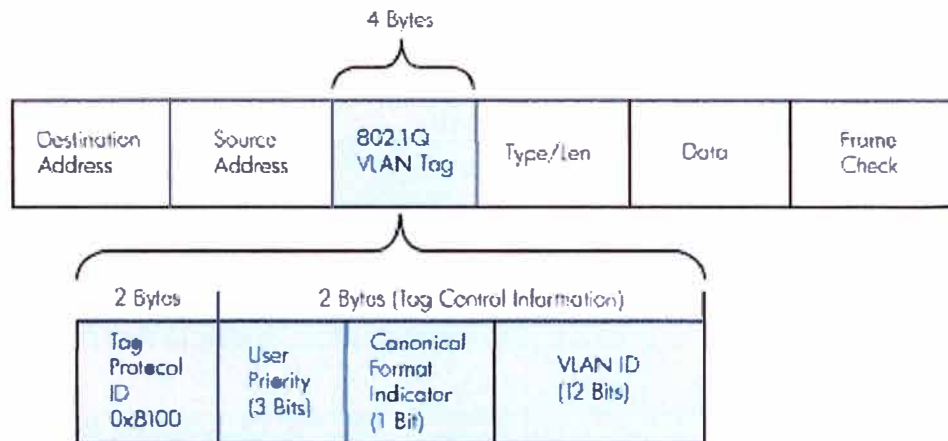 4 Bytes
Destination
Address
Source
Address
802.1Q
VLAN Tag
Type/Len
Data
Frame
Check
2 Bytes
2 Bytes (Tag Control Information)
Tag
Protocol
ID
0x8100
User
Priority
(3 Bits)
Canonical
Format
Indicator
(1 Bit)
VLAN ID
(12 Bits)